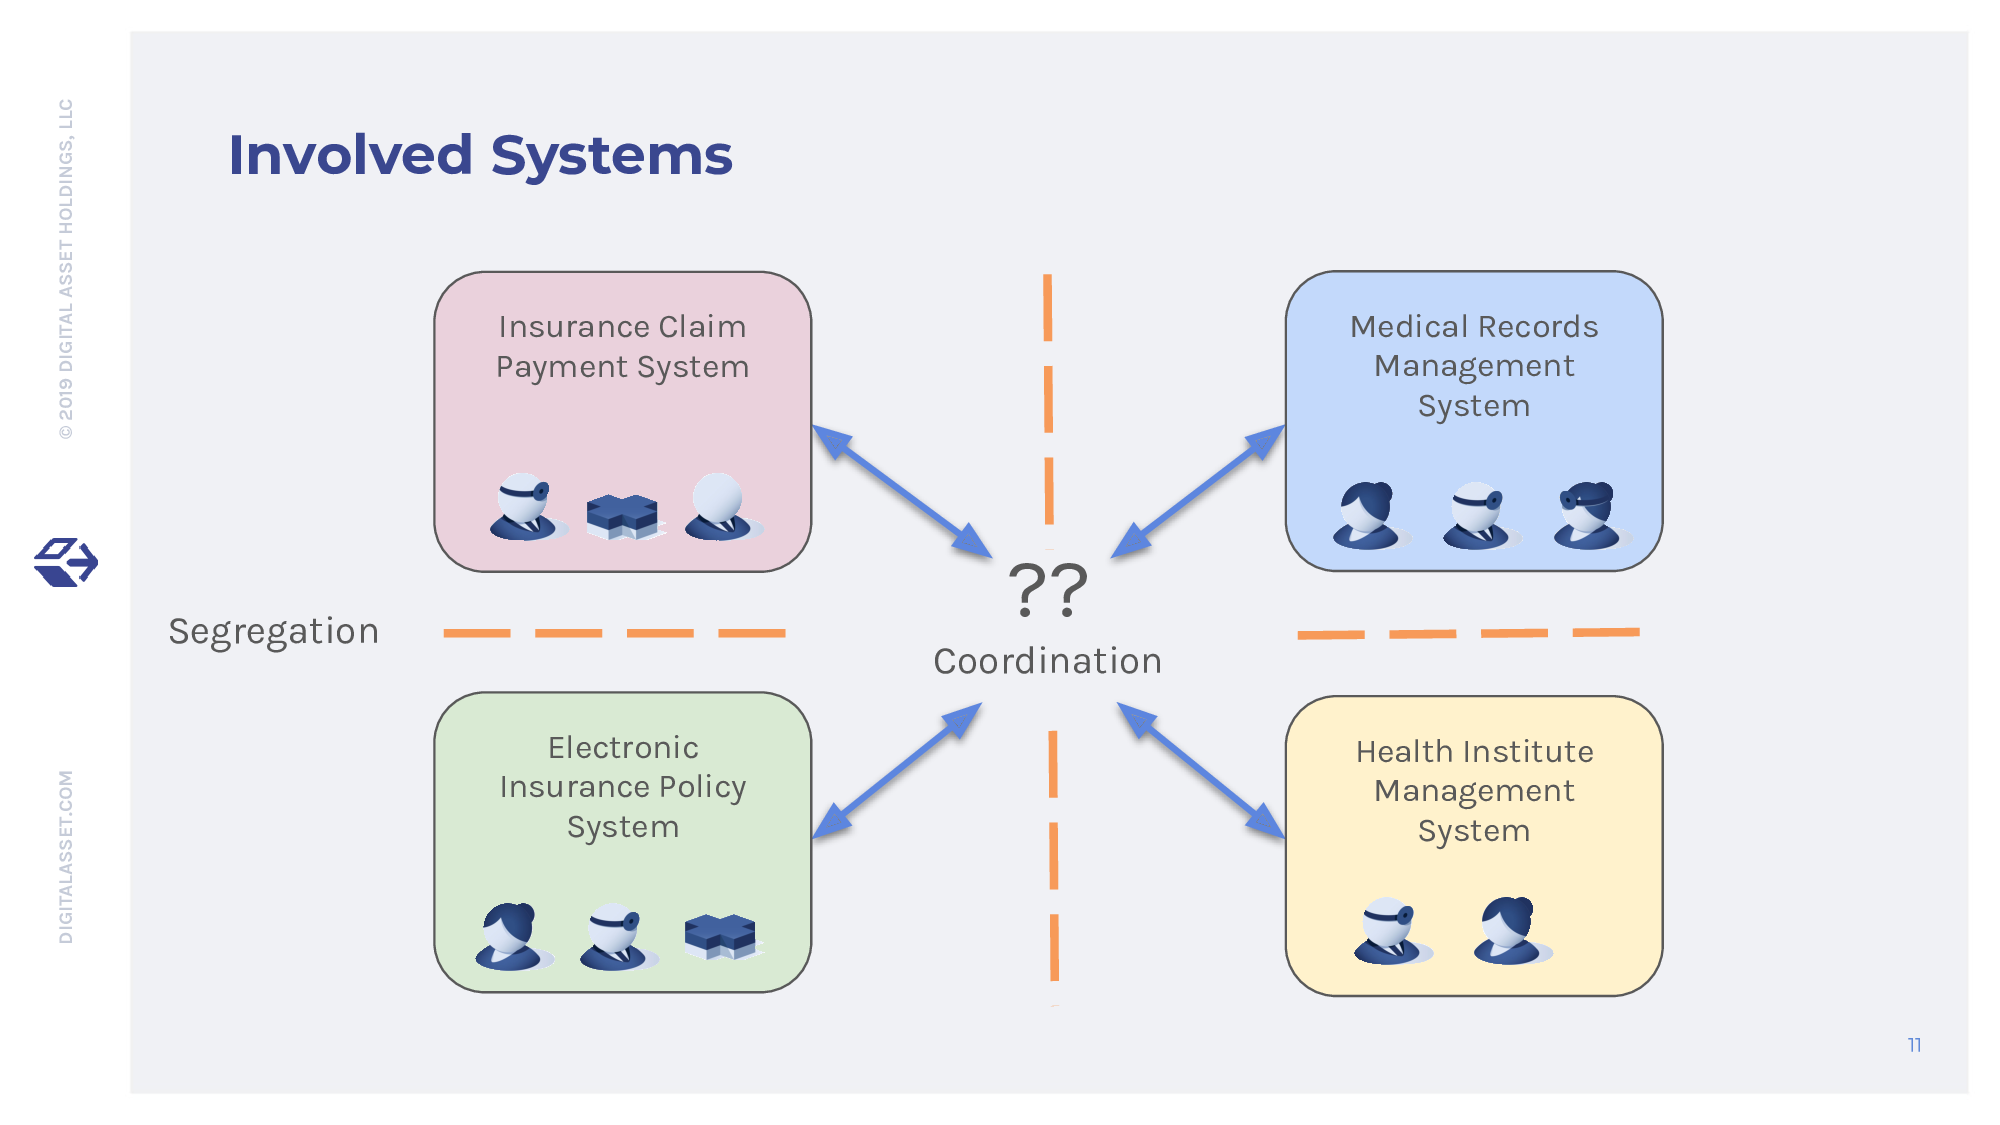 Involved Systems
Insurance Claim
Payment System
Medical Records
Management
System
??
Coordination
Segregation
Electronic
Insurance Policy
System
Health Institute
Management
System
11
© 2019 DIGITAL ASSET HOLDINGS, LLC
DIGITALASSET.COM